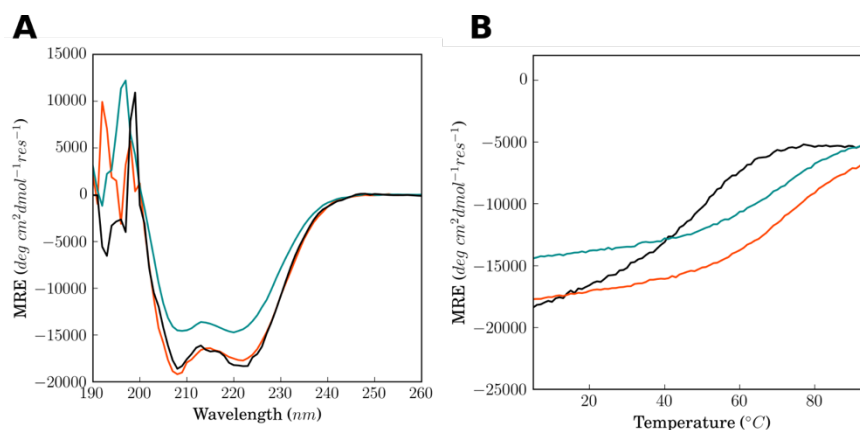 A
B
MRE (deg cm²dmol⁻¹res⁻¹)
15000
10000
5000
0
−5000
−10000
−15000
−20000
190 200 210 220 230 240 250 260
Wavelength (nm)
MRE (deg cm²dmol⁻¹res⁻¹)
0
−5000
−10000
−15000
−20000
−25000
20 40 60 80
Temperature (°C)